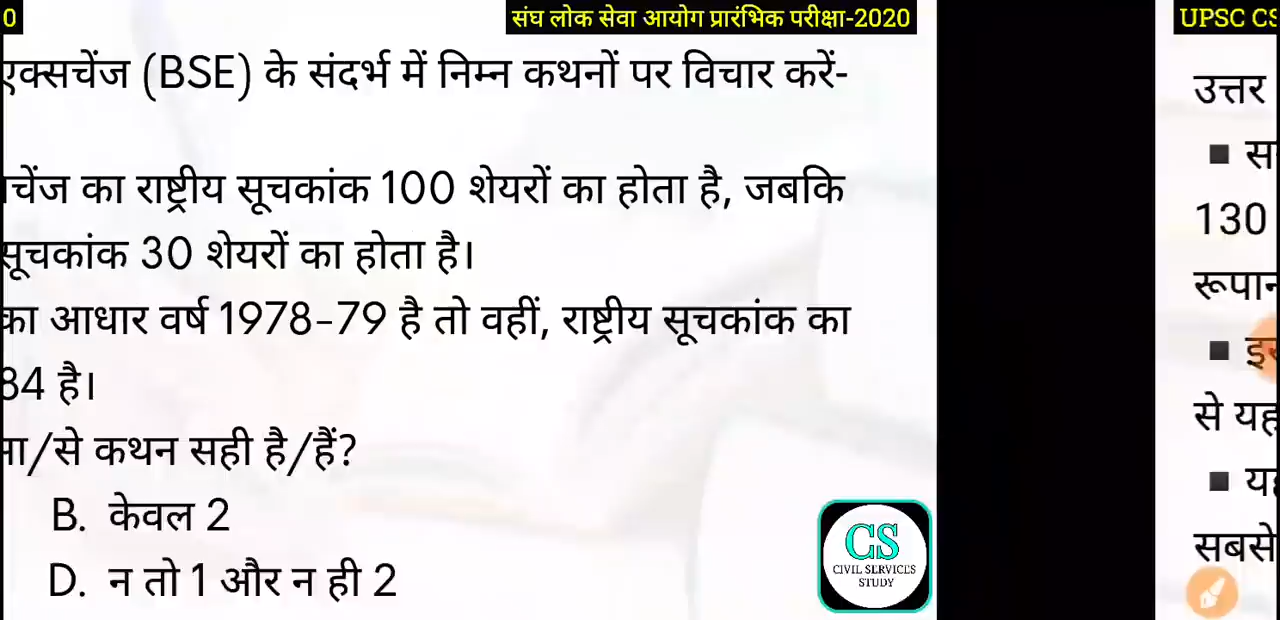 0
संघ लोक सेवा आयोग प्रारंभिक परीक्षा-2020
एक्सचेंज (BSE) के संदर्भ में निम्न कथनों पर विचार करें-
चेंज का राष्ट्रीय सूचकांक 100 शेयरों का होता है, जबकि
सूचकांक 30 शेयरों का होता है।
का आधार वर्ष 1978-79 है तो वहीं, राष्ट्रीय सूचकांक का
84 है।
/से कथन सही है/हैं?
B. केवल 2
D. न तो 1 और न ही 2
CS
CIVIL SERVICES
STUDY
UPSC CS
उत्तर
▪ स
130
▪
से यह
▪ यह
सबसे